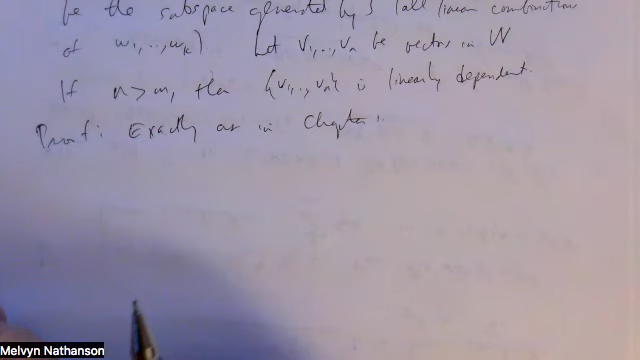 be the subspace generated by S (all linear combinations
of w1,..,wk) Let v1,..,vn be vectors in W
If n>m, then {v1,..,vn} is linearly dependent.
Proof: Exactly as in Chapter 1.
Melvyn Nathanson